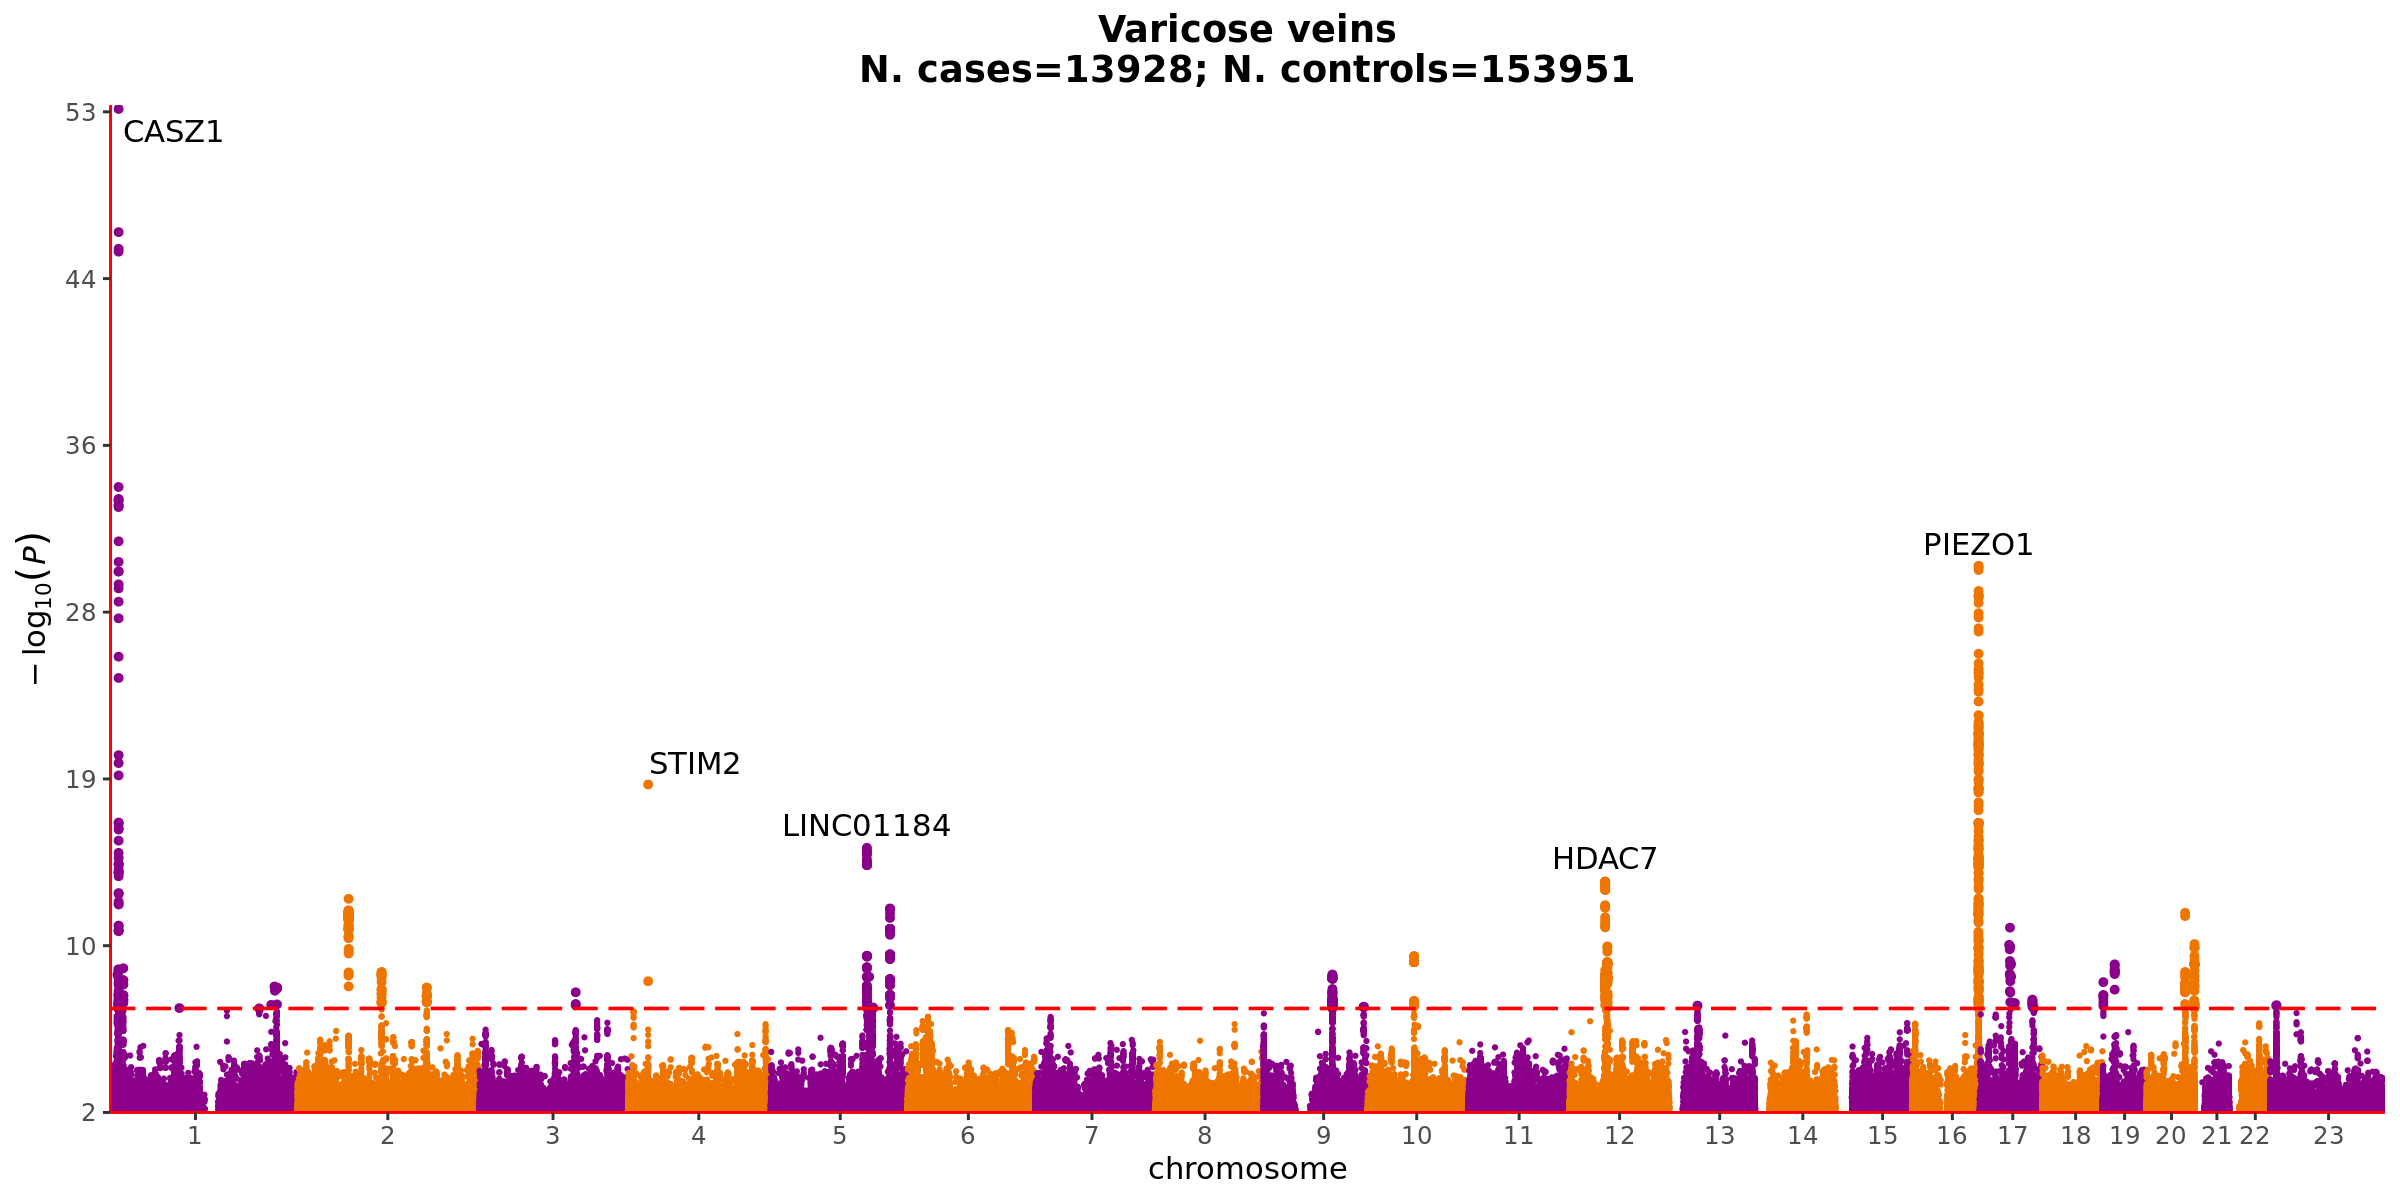 Varicose veins
N. cases=13928; N. controls=153951
53
CASZ1
44
36
PIEZO1
28
19
STIM2
LINC01184
HDAC7
10
2
−log₁₀(P)
1 2 3 4 5 6 7 8 9 10 11 12 13 14 15 16 17 18 19 20 21 22 23
chromosome